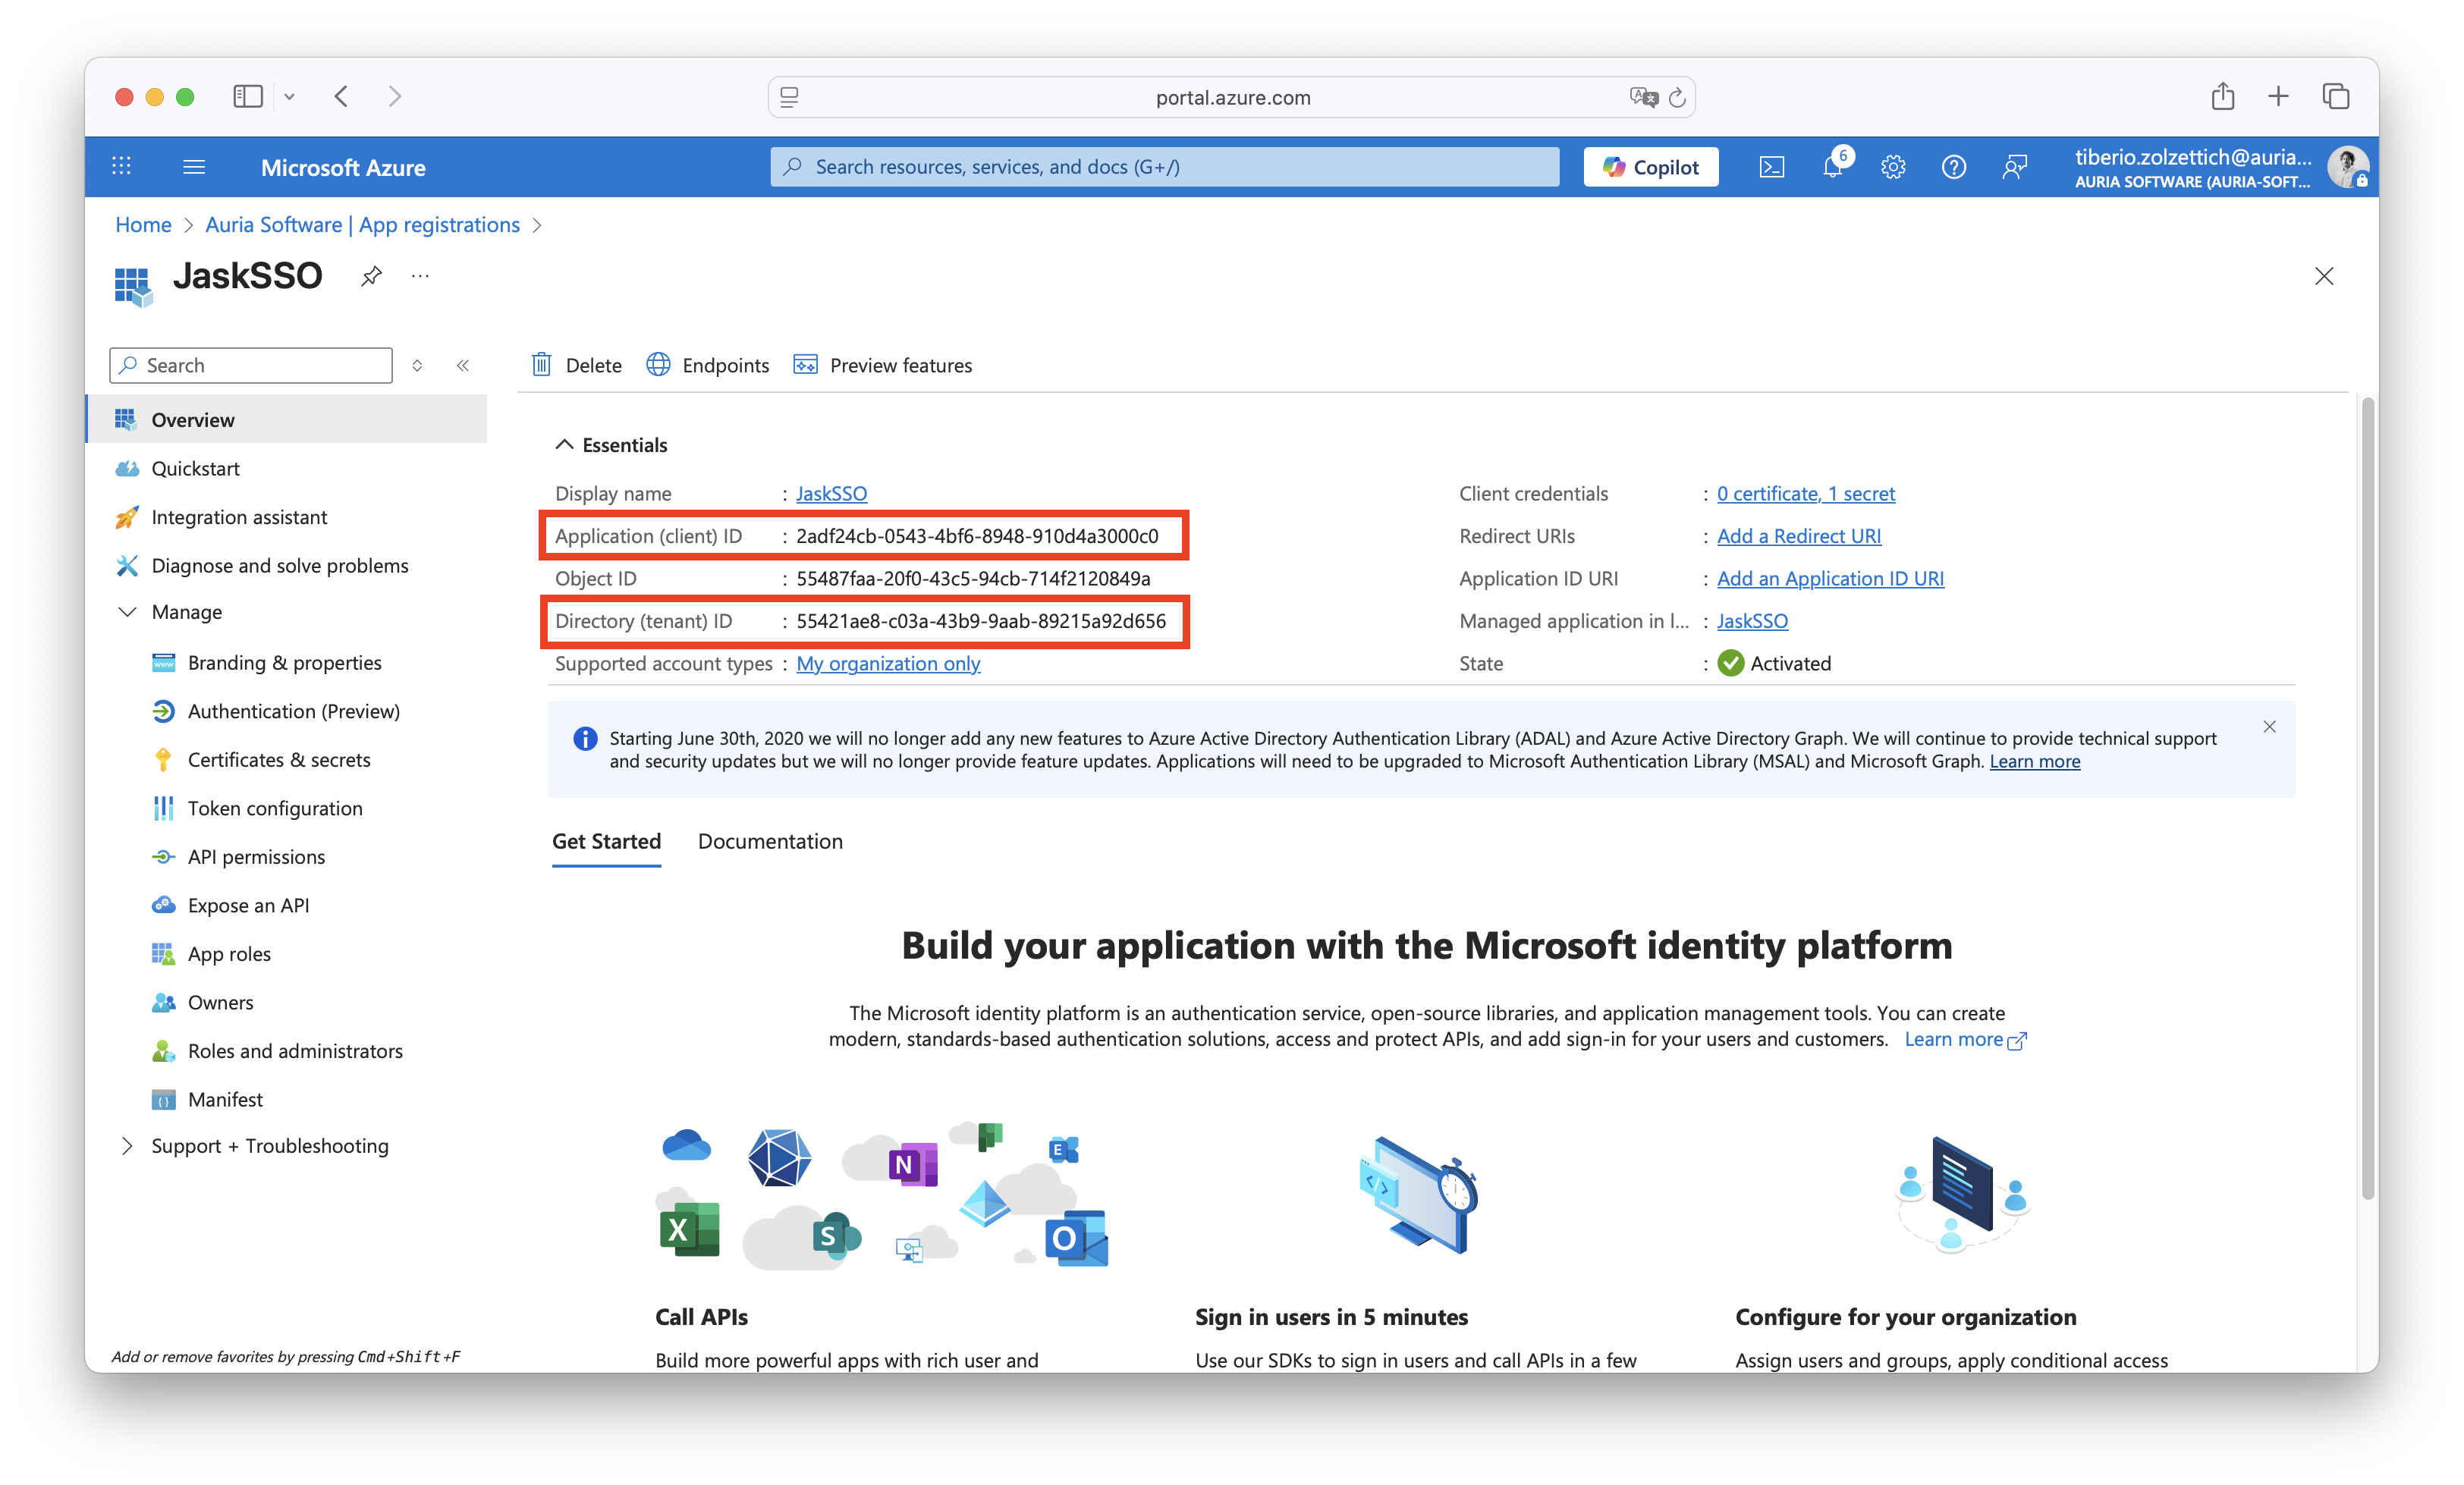 portal.azure.com
Microsoft Azure
Search resources, services, and docs (G+/)
Copilot
6
tiberio.zolzettich@auria...
AURIA SOFTWARE (AURIA-SOFT...
Home > Auria Software | App registrations >
JaskSSO
Search
Delete
Endpoints
Preview features
Overview
Quickstart
Integration assistant
Diagnose and solve problems
Manage
Branding & properties
Authentication (Preview)
Certificates & secrets
Token configuration
API permissions
Expose an API
App roles
Owners
Roles and administrators
Manifest
Support + Troubleshooting
Add or remove favorites by pressing Cmd+Shift+F
Essentials
Display name : JaskSSO
Application (client) ID : 2adf24cb-0543-4bf6-8948-910d4a3000c0
Object ID : 55487faa-20f0-43c5-94cb-714f2120849a
Directory (tenant) ID : 55421ae8-c03a-43b9-9aab-89215a92d656
Supported account types : My organization only
Client credentials : 0 certificate, 1 secret
Redirect URIs : Add a Redirect URI
Application ID URI : Add an Application ID URI
Managed application in l... : JaskSSO
State : Activated
Starting June 30th, 2020 we will no longer add any new features to Azure Active Directory Authentication Library (ADAL) and Azure Active Directory Graph. We will continue to provide technical support
and security updates but we will no longer provide feature updates. Applications will need to be upgraded to Microsoft Authentication Library (MSAL) and Microsoft Graph. Learn more
Get Started
Documentation
Build your application with the Microsoft identity platform
The Microsoft identity platform is an authentication service, open-source libraries, and application management tools. You can create
modern, standards-based authentication solutions, access and protect APIs, and add sign-in for your users and customers. Learn more
N
E
X
S
O
Call APIs
Build more powerful apps with rich user and
Sign in users in 5 minutes
Use our SDKs to sign in users and call APIs in a few
Configure for your organization
Assign users and groups, apply conditional access